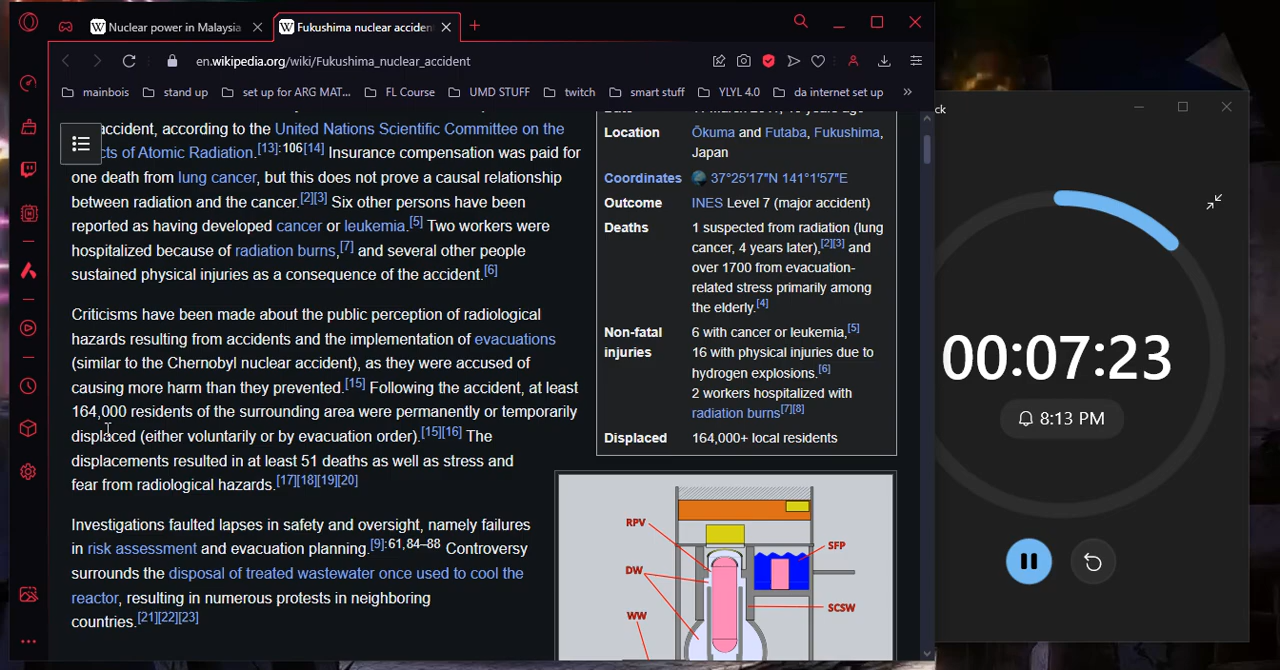 Nuclear power in Malaysia
Fukushima nuclear acciden
en.wikipedia.org/wiki/Fukushima_nuclear_accident
mainbois
stand up
set up for ARG MAT...
FL Course
UMD STUFF
twitch
smart stuff
YLYL 4.0
da internet set up
»
accident, according to the United Nations Scientific Committee on the
cts of Atomic Radiation.[13]:106[14] Insurance compensation was paid for
one death from lung cancer, but this does not prove a causal relationship
between radiation and the cancer.[2][3] Six other persons have been
reported as having developed cancer or leukemia.[5] Two workers were
hospitalized because of radiation burns,[7] and several other people
sustained physical injuries as a consequence of the accident.[6]
Criticisms have been made about the public perception of radiological
hazards resulting from accidents and the implementation of evacuations
(similar to the Chernobyl nuclear accident), as they were accused of
causing more harm than they prevented.[15] Following the accident, at least
164,000 residents of the surrounding area were permanently or temporarily
displaced (either voluntarily or by evacuation order).[15][16] The
displacements resulted in at least 51 deaths as well as stress and
fear from radiological hazards.[17][18][19][20]
Investigations faulted lapses in safety and oversight, namely failures
in risk assessment and evacuation planning.[9]:61,84–88 Controversy
surrounds the disposal of treated wastewater once used to cool the
reactor, resulting in numerous protests in neighboring
countries.[21][22][23]
Location
Ōkuma and Futaba, Fukushima,
Japan
Coordinates
37°25′17″N 141°1′57″E
Outcome
INES Level 7 (major accident)
Deaths
1 suspected from radiation (lung
cancer, 4 years later),[2][3] and
over 1700 from evacuation-
related stress primarily among
the elderly.[4]
Non-fatal
injuries
6 with cancer or leukemia,[5]
16 with physical injuries due to
hydrogen explosions.[6]
2 workers hospitalized with
radiation burns[7][8]
Displaced
164,000+ local residents
RPV
SFP
DW
SCSW
WW
ck
00:07:23
8:13 PM